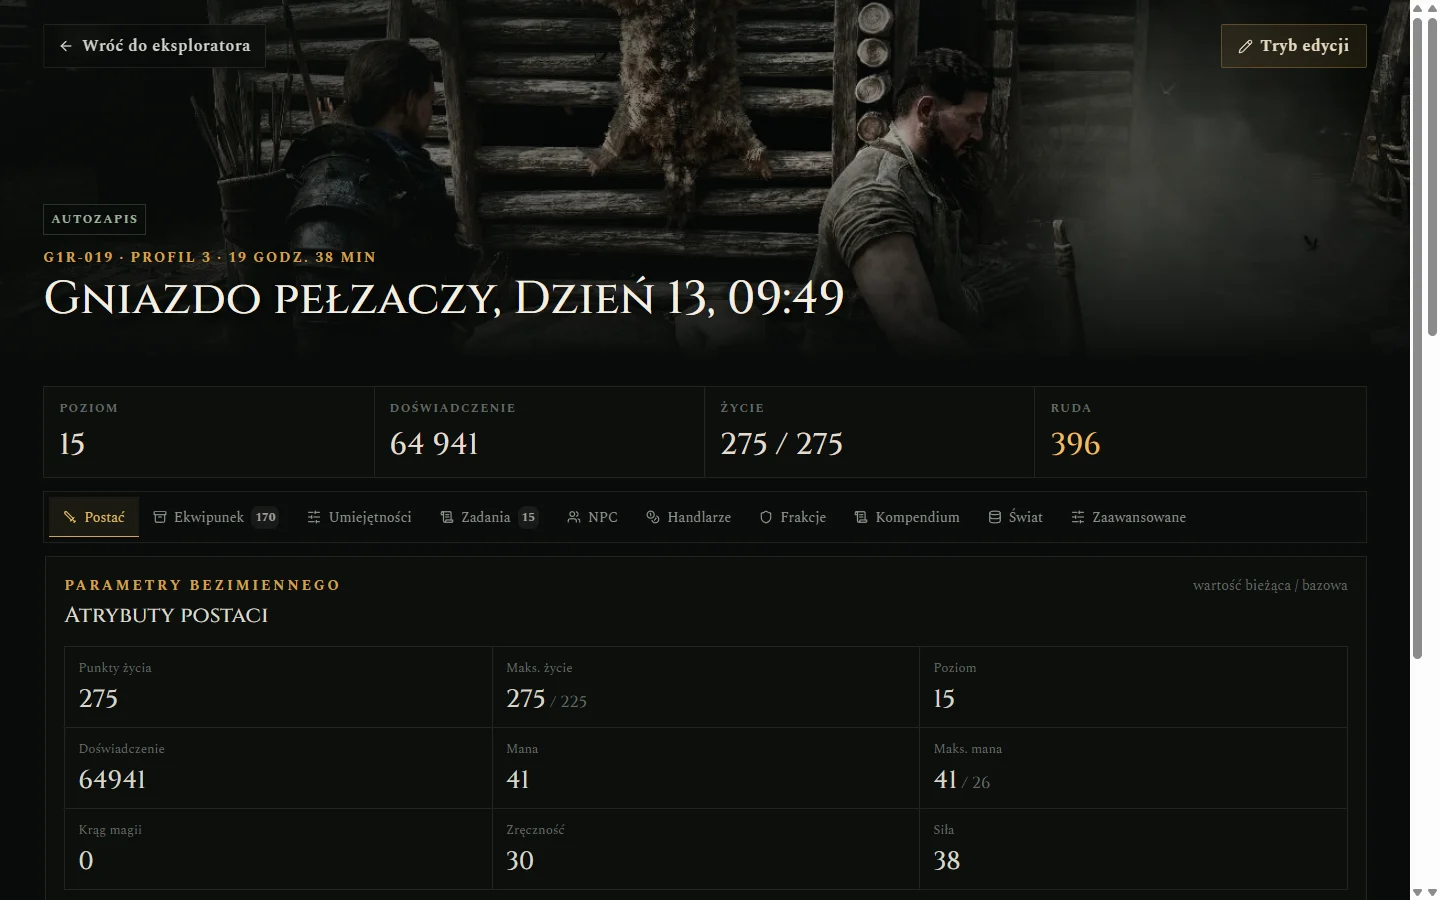 Wróć do eksploratora
Tryb edycji
AUTOZAPIS
G1R-019 · PROFIL 3 · 19 GODZ. 38 MIN
Gniazdo pełzaczy, Dzień 13, 09:49
POZIOM
15
DOŚWIADCZENIE
64 941
ŻYCIE
275 / 275
RUDA
396
Postać
Ekwipunek 170
Umiejętności
Zadania 15
NPC
Handlarze
Frakcje
Kompendium
Świat
Zaawansowane
PARAMETRY BEZIMIENNEGO
wartość bieżąca / bazowa
Atrybuty postaci
Punkty życia
275
Maks. życie
275 / 225
Poziom
15
Doświadczenie
64941
Mana
41
Maks. mana
41 / 26
Krąg magii
0
Zręczność
30
Siła
38